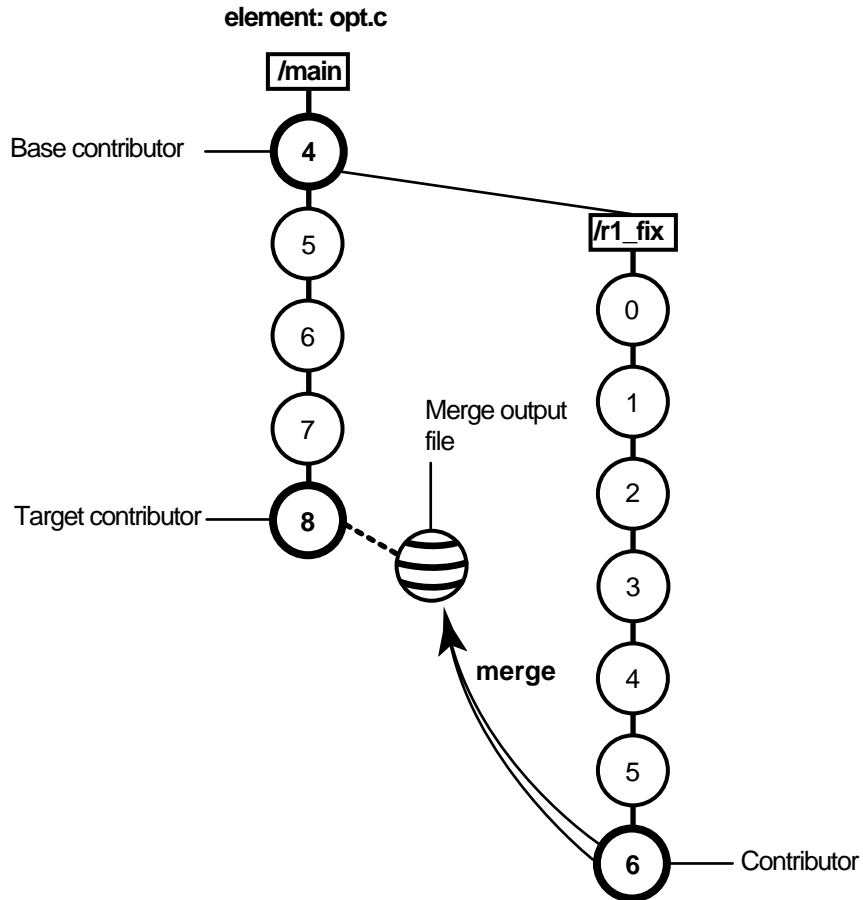 element: opt.c
/main
Base contributor
4
/r1_fix
5
0
6
1
Merge output
file
7
2
Target contributor
8
3
merge
4
5
6
Contributor